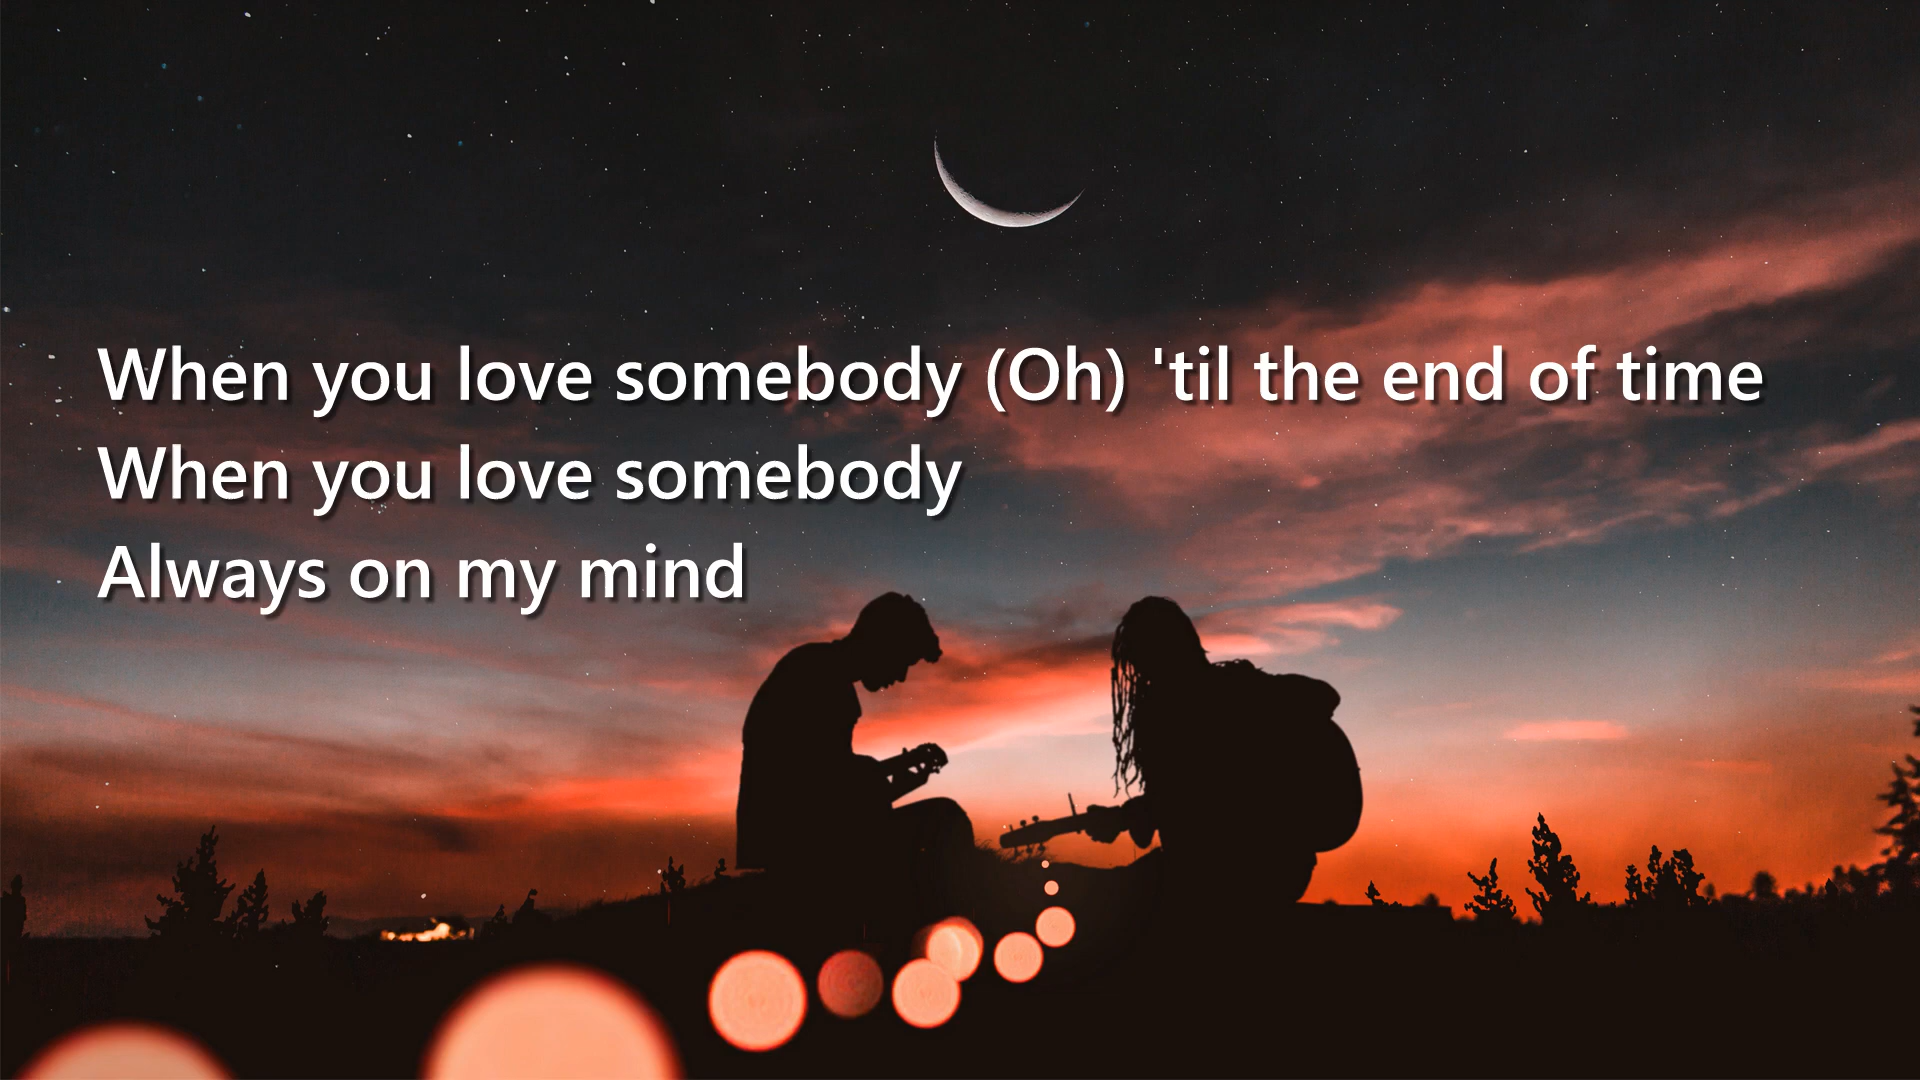 When you love somebody (Oh) 'til the end of time
When you love somebody
Always on my mind